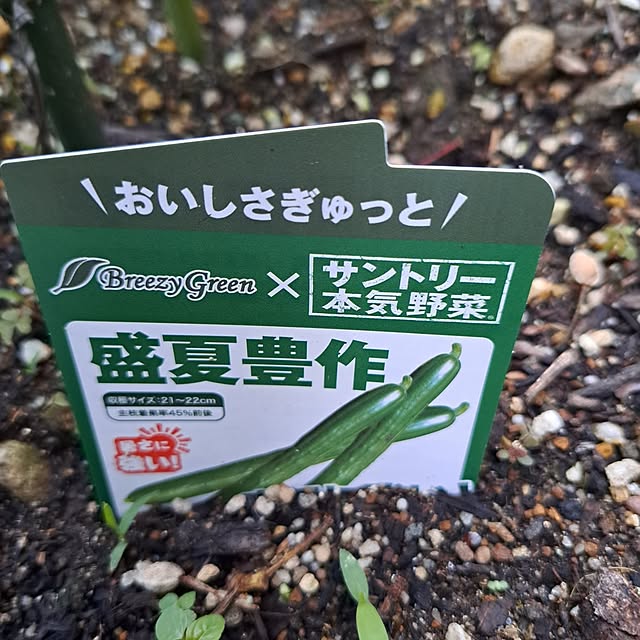 \おいしさぎゅっと/
Breezy Green × サントリー
本気野菜
盛夏豊作
収穫サイズ:21～22cm
主枝雌花率45%前後
暑さに
強い!